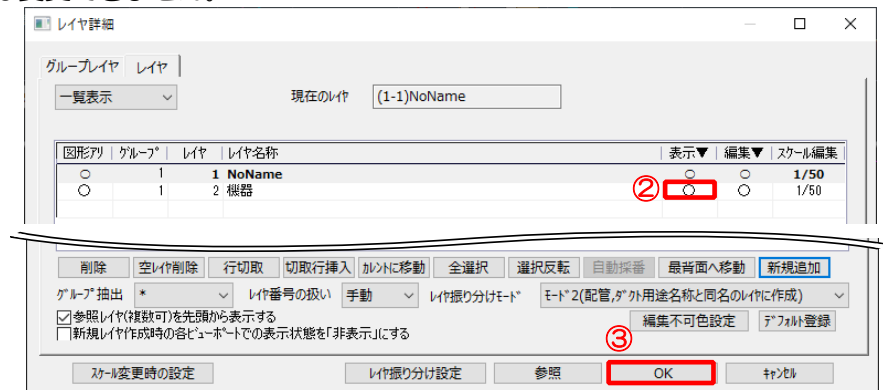 レイヤ詳細
グループレイヤ レイヤ
一覧表示 現在のレイヤ (1-1)NoName
図形アリ グループ レイヤ レイヤ名称 表示▼ 編集▼ スケール編集
○ 1 1 NoName ○ ○ 1/50
○ 1 2 機器 ② ○ ○ 1/50
削除 空レイヤ削除 行切取 切取行挿入 カレントに移動 全選択 選択反転 自動採番 最背面へ移動 新規追加
グループ抽出 * レイヤ番号の扱い 手動 レイヤ振り分けモード モード2(配管,ダクト用途名称と同名のレイヤに作成)
参照レイヤ(複数可)を先頭から表示する 編集不可色設定 デフォルト登録
新規レイヤ作成時の各ビューポートでの表示状態を「非表示」にする
③
スケール変更時の設定 レイヤ振り分け設定 参照 OK キャンセル